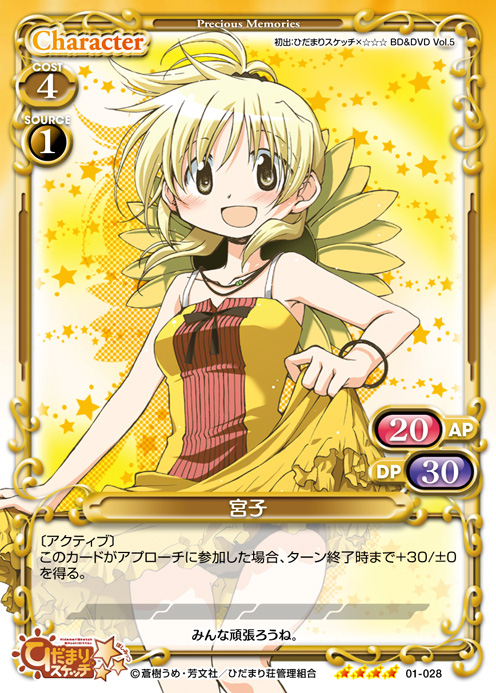 Precious Memories
Character
初出:ひだまりスケッチ×☆☆☆ BD&DVD Vol.5
COST
4
SOURCE
1
20 AP
DP 30
宮子
［アクティブ］
このカードがアプローチに参加した場合、ターン終了時まで+30/±0
を得る。
みんな頑張ろうね。
ひだまり
スケッチ
©蒼樹うめ・芳文社／ひだまり荘管理組合
01-028